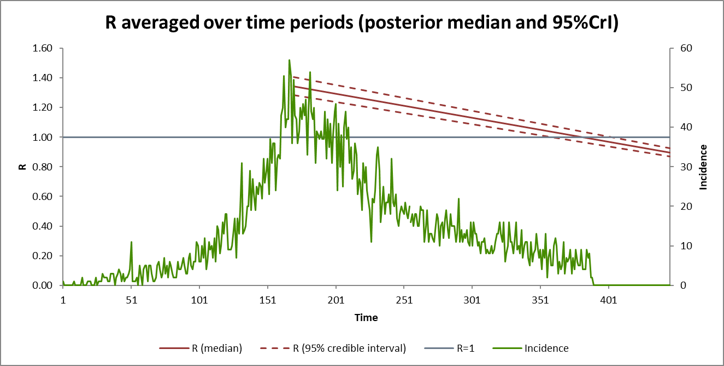 R averaged over time periods (posterior median and 95%CrI)
1.60
1.40
1.20
1.00
0.80
0.60
0.40
0.20
0.00
R
60
50
40
30
20
10
0
Incidence
1 51 101 151 201 251 301 351 401
Time
R (median) R (95% credible interval) R=1 Incidence